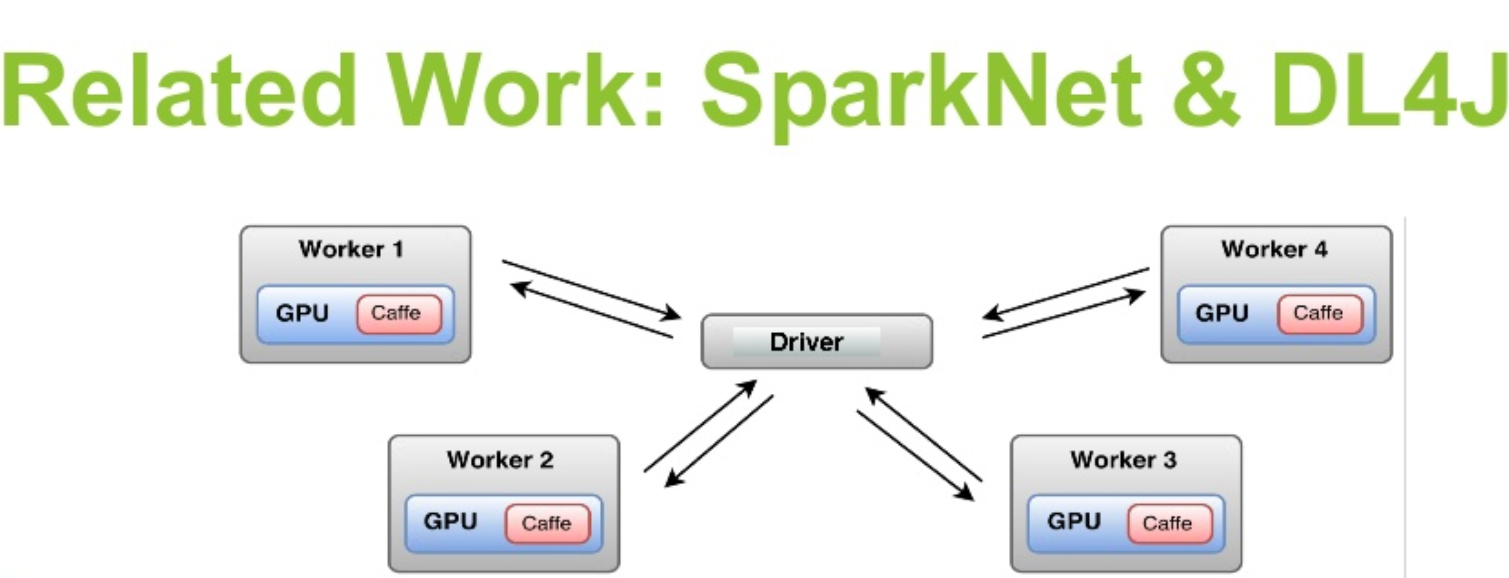 Related Work: SparkNet & DL4J
Worker 1
GPU Caffe
Worker 4
GPU Caffe
Driver
Worker 2
GPU Caffe
Worker 3
GPU Caffe